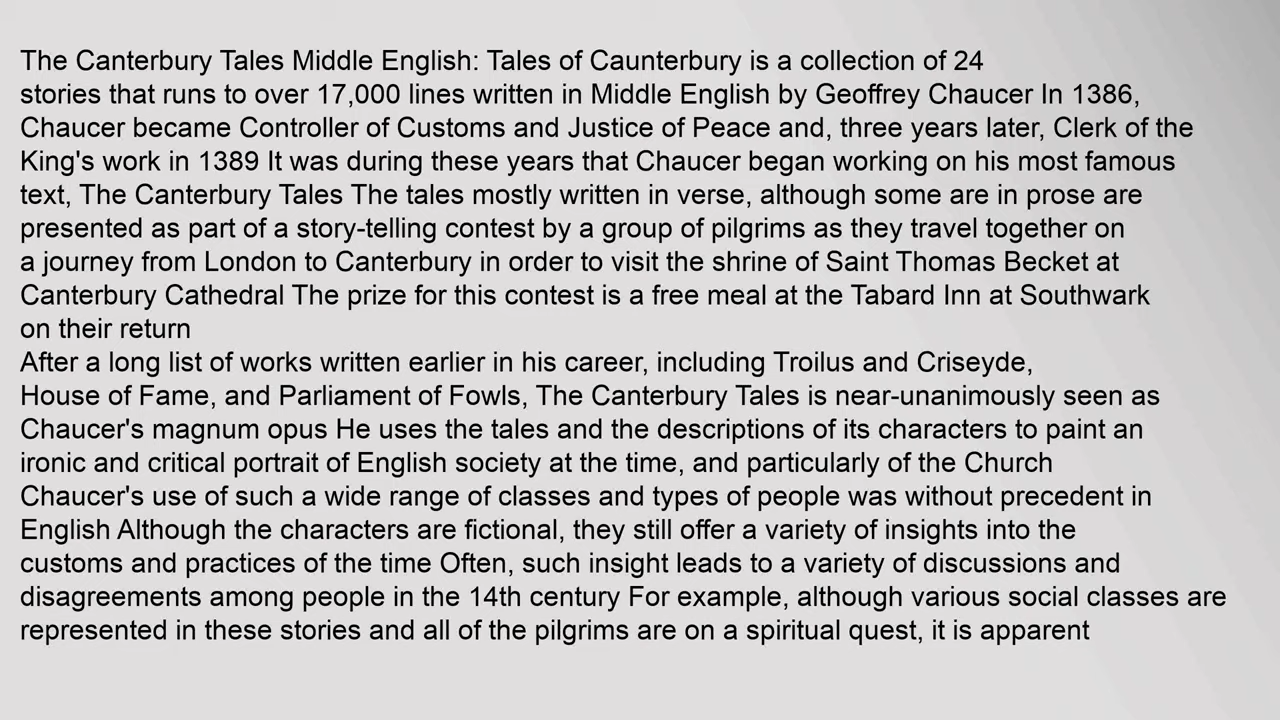 The Canterbury Tales Middle English: Tales of Caunterbury is a collection of 24
stories that runs to over 17,000 lines written in Middle English by Geoffrey Chaucer In 1386,
Chaucer became Controller of Customs and Justice of Peace and, three years later, Clerk of the
King's work in 1389 It was during these years that Chaucer began working on his most famous
text, The Canterbury Tales The tales mostly written in verse, although some are in prose are
presented as part of a story-telling contest by a group of pilgrims as they travel together on
a journey from London to Canterbury in order to visit the shrine of Saint Thomas Becket at
Canterbury Cathedral The prize for this contest is a free meal at the Tabard Inn at Southwark
on their return
After a long list of works written earlier in his career, including Troilus and Criseyde,
House of Fame, and Parliament of Fowls, The Canterbury Tales is near-unanimously seen as
Chaucer's magnum opus He uses the tales and the descriptions of its characters to paint an
ironic and critical portrait of English society at the time, and particularly of the Church
Chaucer's use of such a wide range of classes and types of people was without precedent in
English Although the characters are fictional, they still offer a variety of insights into the
customs and practices of the time Often, such insight leads to a variety of discussions and
disagreements among people in the 14th century For example, although various social classes are
represented in these stories and all of the pilgrims are on a spiritual quest, it is apparent